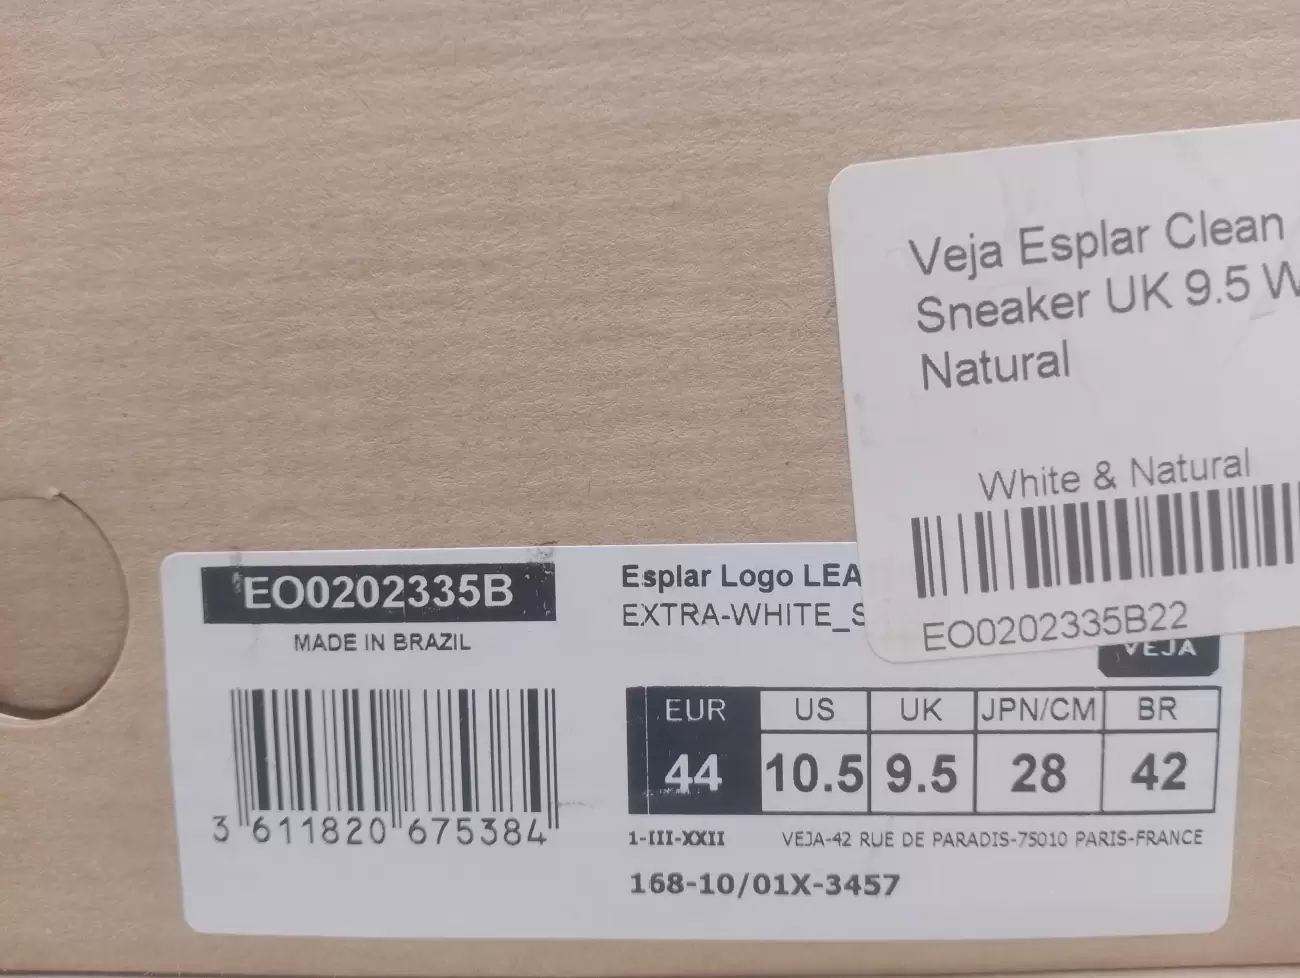 Veja Esplar Clean
Sneaker UK 9.5 W
Natural
White & Natural
EO0202335B22
EO0202335B
MADE IN BRAZIL
3 611820 675384
Esplar Logo LEA
EXTRA-WHITE_S
VEJA
EUR US UK JPN/CM BR
44 10.5 9.5 28 42
1-III-XXII VEJA-42 RUE DE PARADIS-75010 PARIS-FRANCE
168-10/01X-3457